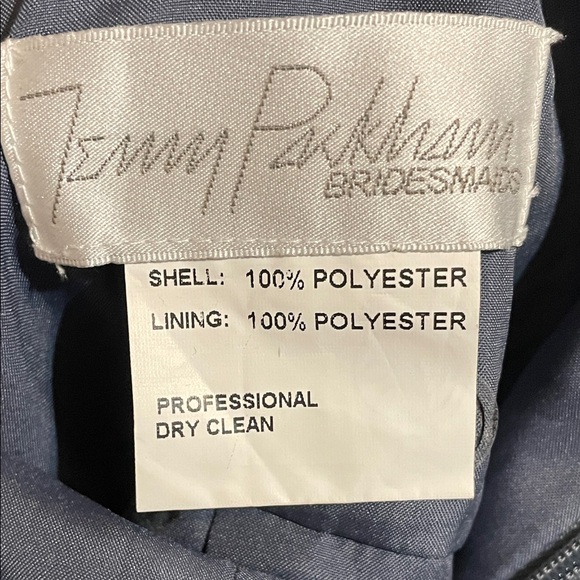 Jenny Packham
BRIDESMAIDS
SHELL: 100% POLYESTER
LINING: 100% POLYESTER
PROFESSIONAL
DRY CLEAN